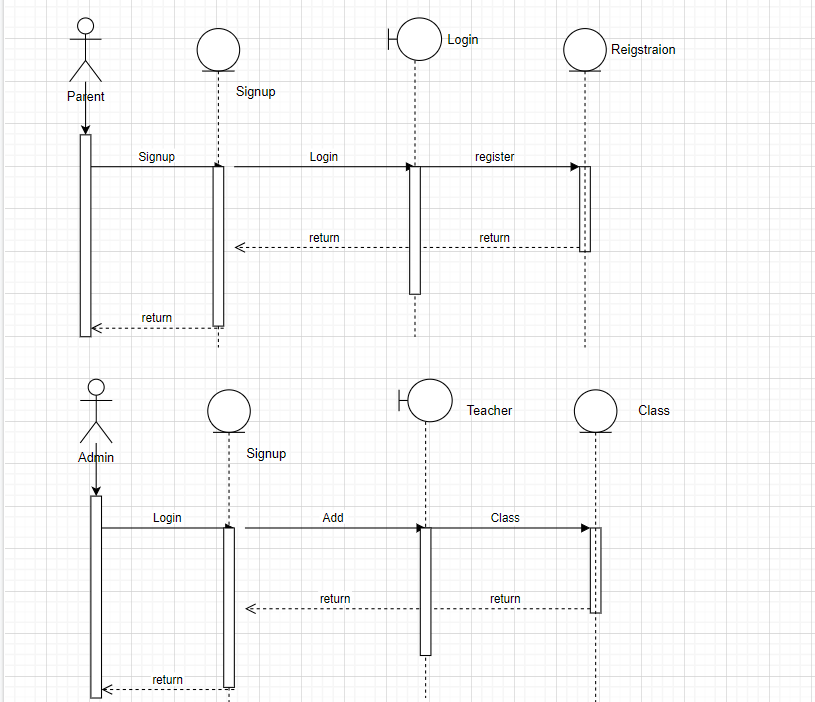 Login
Reigstraion
Signup
Parent
Signup
Login
register
return
return
return
Teacher
Class
Signup
Admin
Login
Add
Class
return
return
return